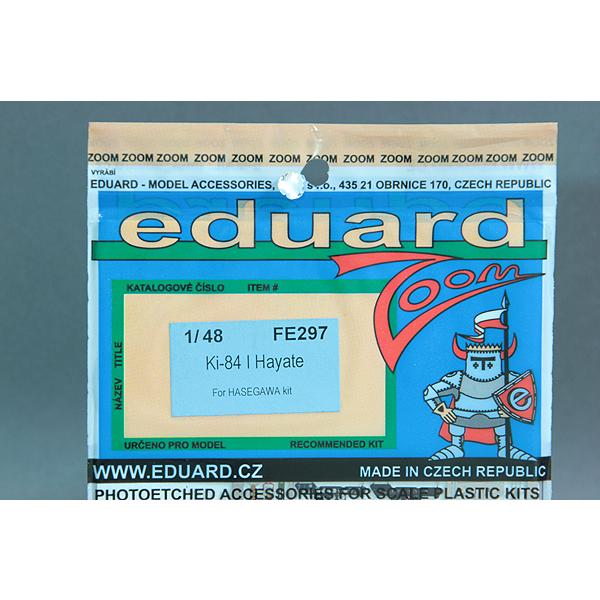 ZOOM ZOOM ZOOM ZOOM ZOOM ZOOM ZOOM ZOOM ZOOM ZOOM ZOOM ZOOM
VYRÁBÍ
EDUARD - MODEL ACCESSORIES, r.o., 435 21 OBRNICE 170, CZECH REPUBLIC
eduard
Zoom
KATALOGOVÉ ČÍSLO ITEM #
NÁZEV TITLE
1/48 FE297
Ki-84 I Hayate
For HASEGAWA kit
e
URČENO PRO MODEL RECOMMENDED KIT
WWW.EDUARD.CZ MADE IN CZECH REPUBLIC
PHOTOETCHED ACCESSORIES FOR SCALE PLASTIC KITS